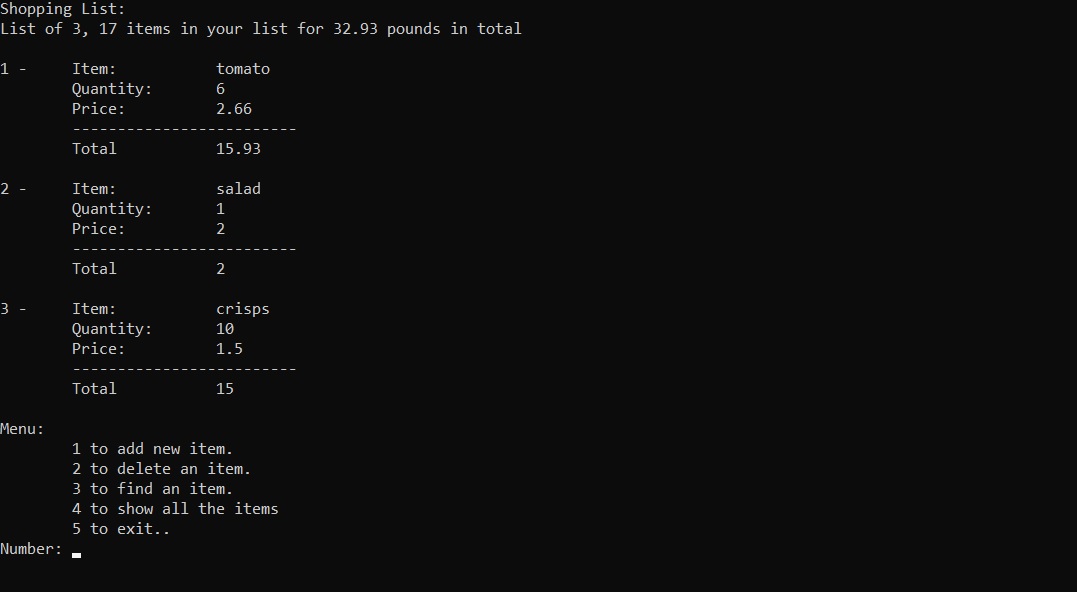 Shopping List:
List of 3, 17 items in your list for 32.93 pounds in total
1 - Item: tomato
Quantity: 6
Price: 2.66
-------------------------
Total 15.93
2 - Item: salad
Quantity: 1
Price: 2
-------------------------
Total 2
3 - Item: crisps
Quantity: 10
Price: 1.5
-------------------------
Total 15
Menu:
1 to add new item.
2 to delete an item.
3 to find an item.
4 to show all the items
5 to exit..
Number: